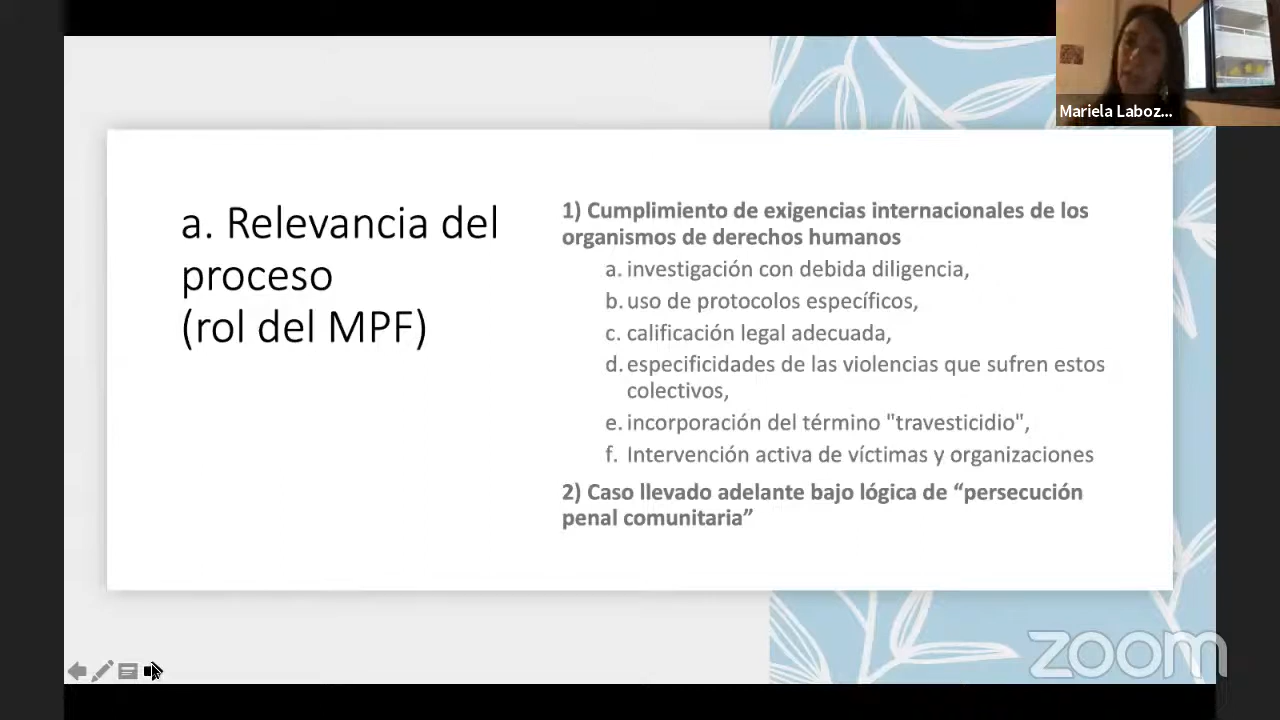 Mariela Laboz...
a. Relevancia del
proceso
(rol del MPF)
1) Cumplimiento de exigencias internacionales de los
organismos de derechos humanos
a. investigación con debida diligencia,
b. uso de protocolos específicos,
c. calificación legal adecuada,
d. especificidades de las violencias que sufren estos
colectivos,
e. incorporación del término "travesticidio",
f. Intervención activa de víctimas y organizaciones
2) Caso llevado adelante bajo lógica de “persecución
penal comunitaria”
zoom